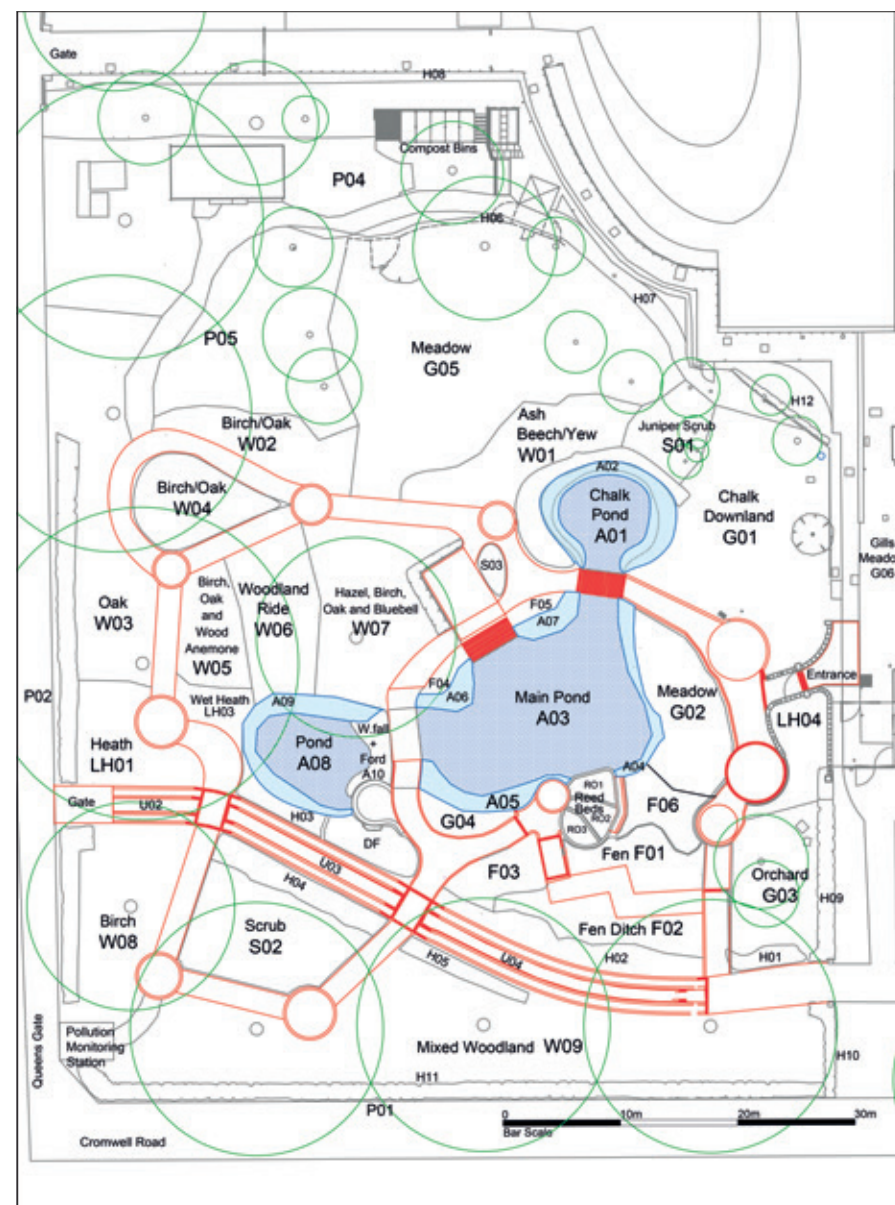 Gate
H08
Compost Bins
P04
H06
H07
P05
Meadow
G05
H12
Birch/Oak
W02
Ash
Beech/Yew
W01
Juniper Scrub
S01
A02
Birch/Oak
W04
Chalk
Pond
A01
Chalk
Downland
G01
Gills
Meadow
G06
S03
Oak
W03
Birch,
Oak
and
Wood
Anemone
W05
Woodland
Ride
W06
Hazel, Birch,
Oak and Bluebell
W07
F05
A07
P02
F04
A06
Main Pond
A03
Meadow
G02
Entrance
LH04
Wet Heath
LH03
A09
W.fall
Heath
LH01
Pond
A08
Ford
A10
A04
Gate
U02
H03
DF
G04
A05
RO1
Reed
Beds
RO2
RO3
F06
U03
H04
F03
Fen F01
Orchard
G03
H09
Birch
W08
Scrub
S02
Fen Ditch F02
H05
U04
H02
H01
Queens Gate
Pollution
Monitoring
Station
Mixed Woodland W09
H10
H11
P01
Cromwell Road
0 10m 20m 30m
Bar Scale